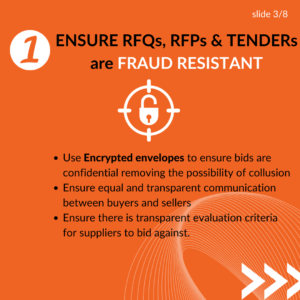 slide 3/8
1 ENSURE RFQs, RFPs & TENDERs
are FRAUD RESISTANT
• Use Encrypted envelopes to ensure bids are
confidential removing the possibility of collusion
• Ensure equal and transparent communication
between buyers and sellers
• Ensure there is transparent evaluation criteria
for suppliers to bid against.